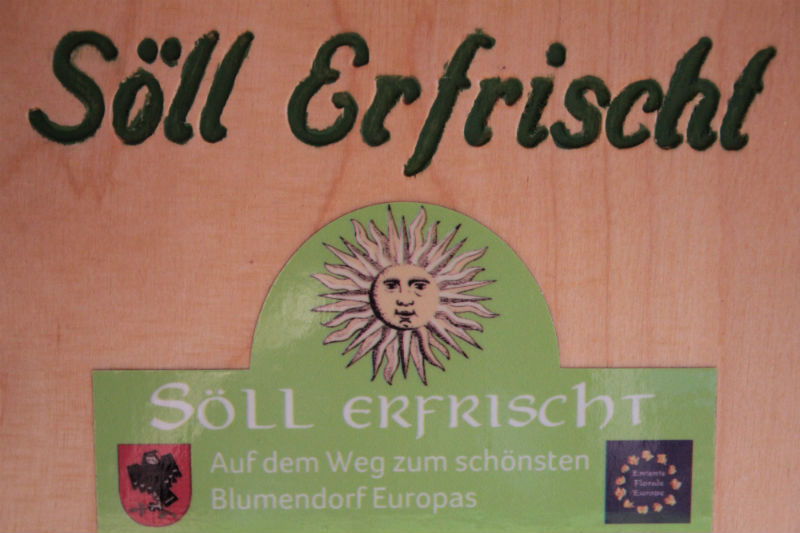 Söll Erfrischt
SÖLL ERFRISCHT
Auf dem Weg zum schönsten
Blumendorf Europas
Entente
Florale
Europe